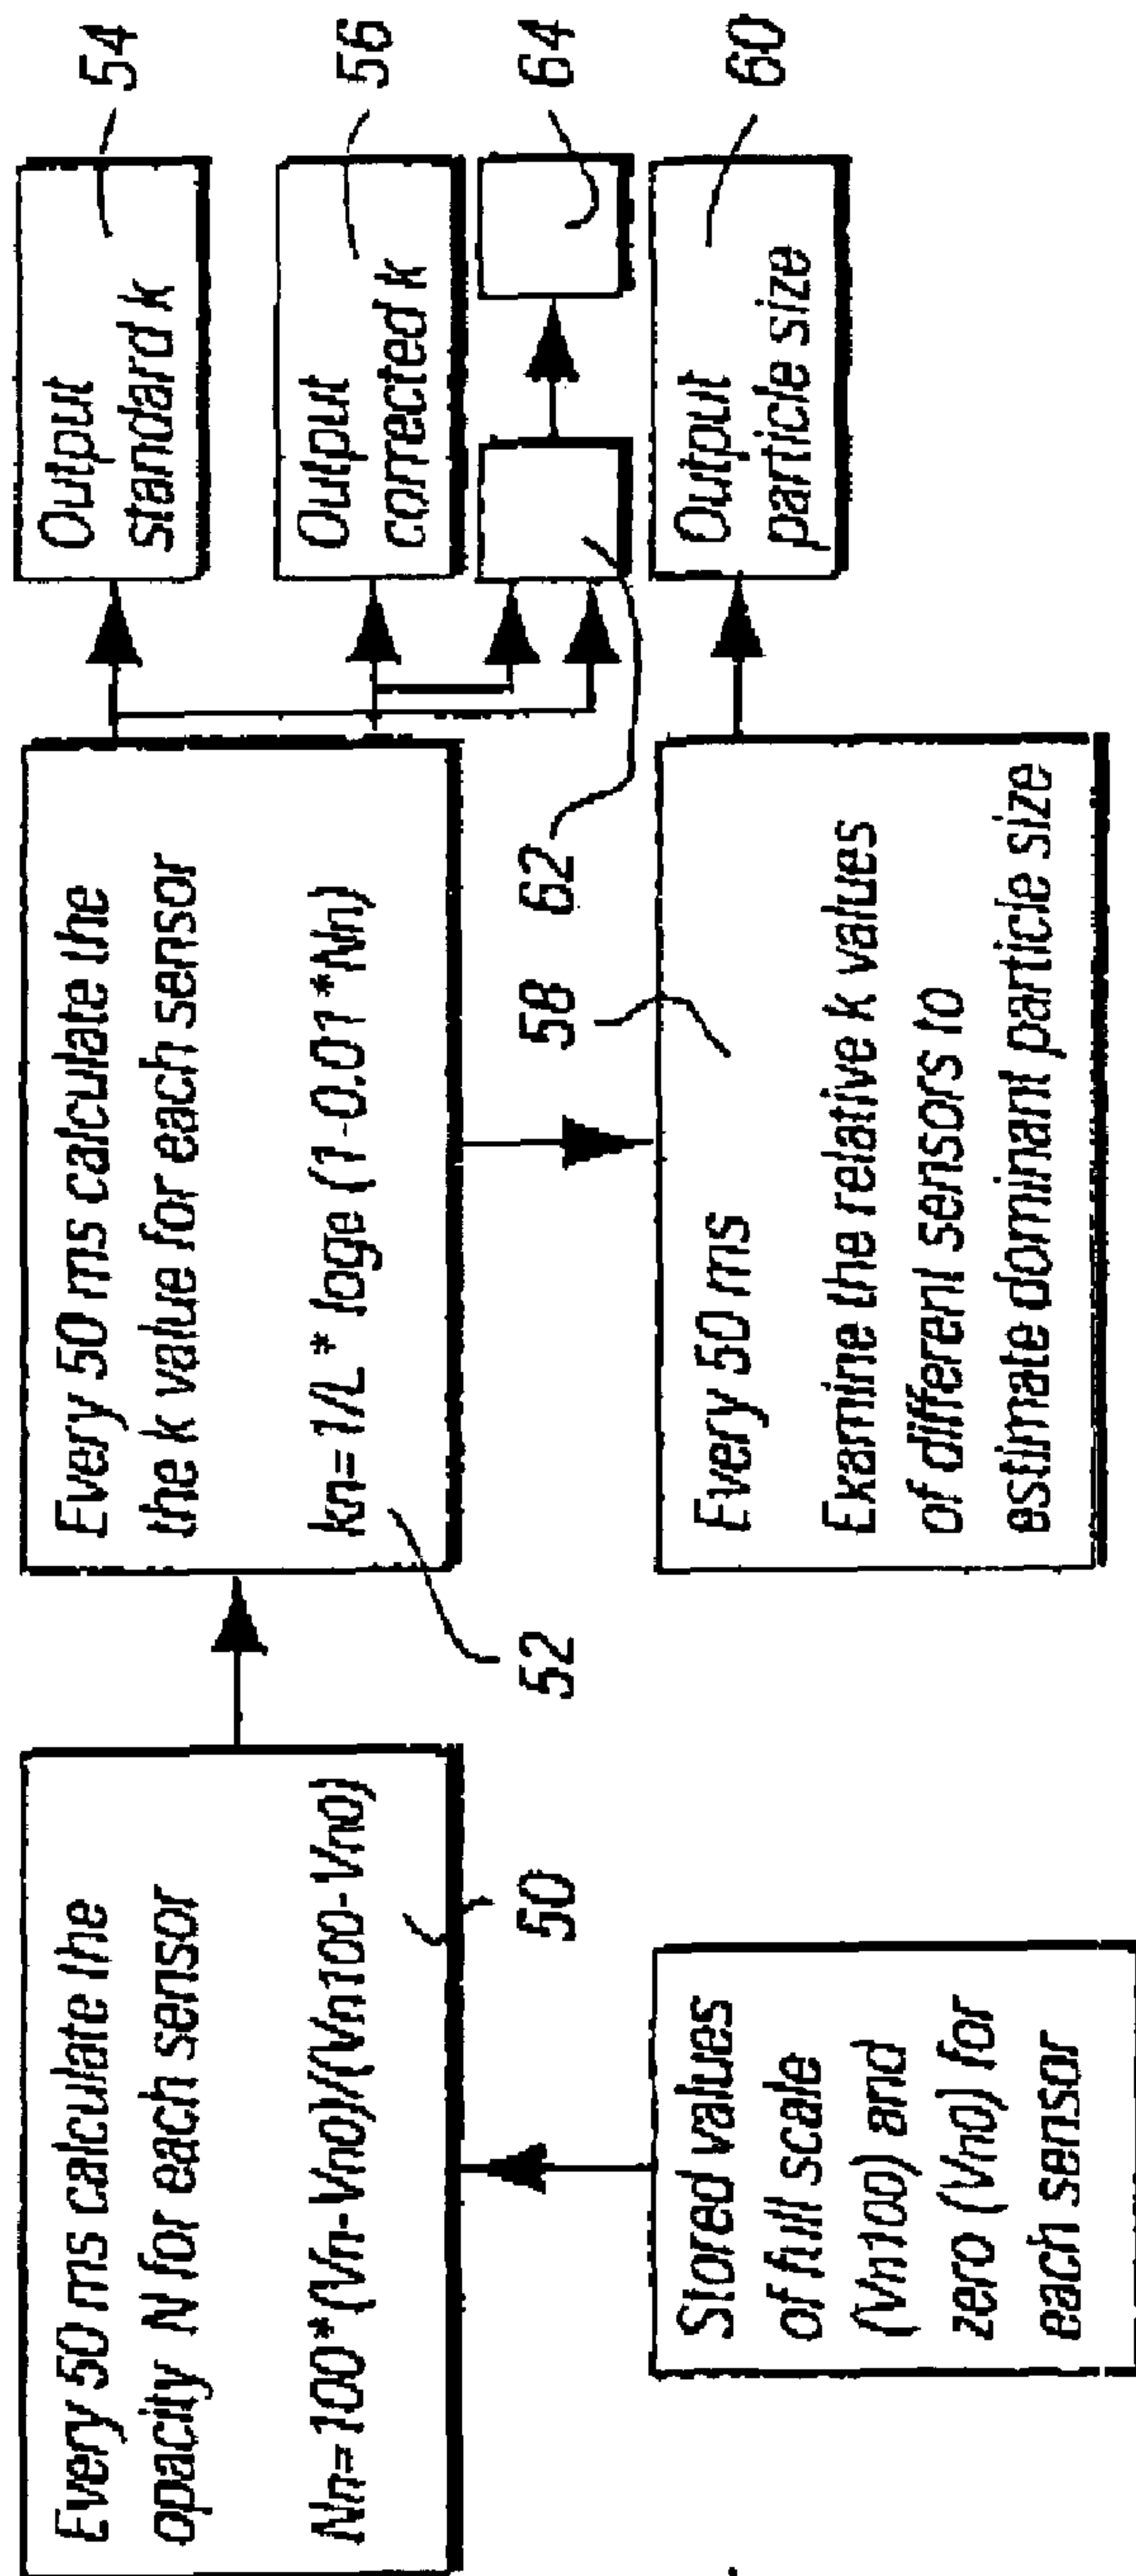 Every 50 ms calculate the
opacity N for each sensor
Nn=100*(Vn-Vn0)/(Vn100-Vn0)
50
Stored values
of full scale
(Vn100) and
zero (Vn0) for
each sensor
Every 50 ms calculate the
the k value for each sensor
kn=1/L* loge (1-0.01*Nn)
52
Every 50 ms
Examine the relative k values
of different sensors to
estimate dominant particle size
58
62
Output
standard k
54
Output
corrected k
56
64
Output
particle size
60